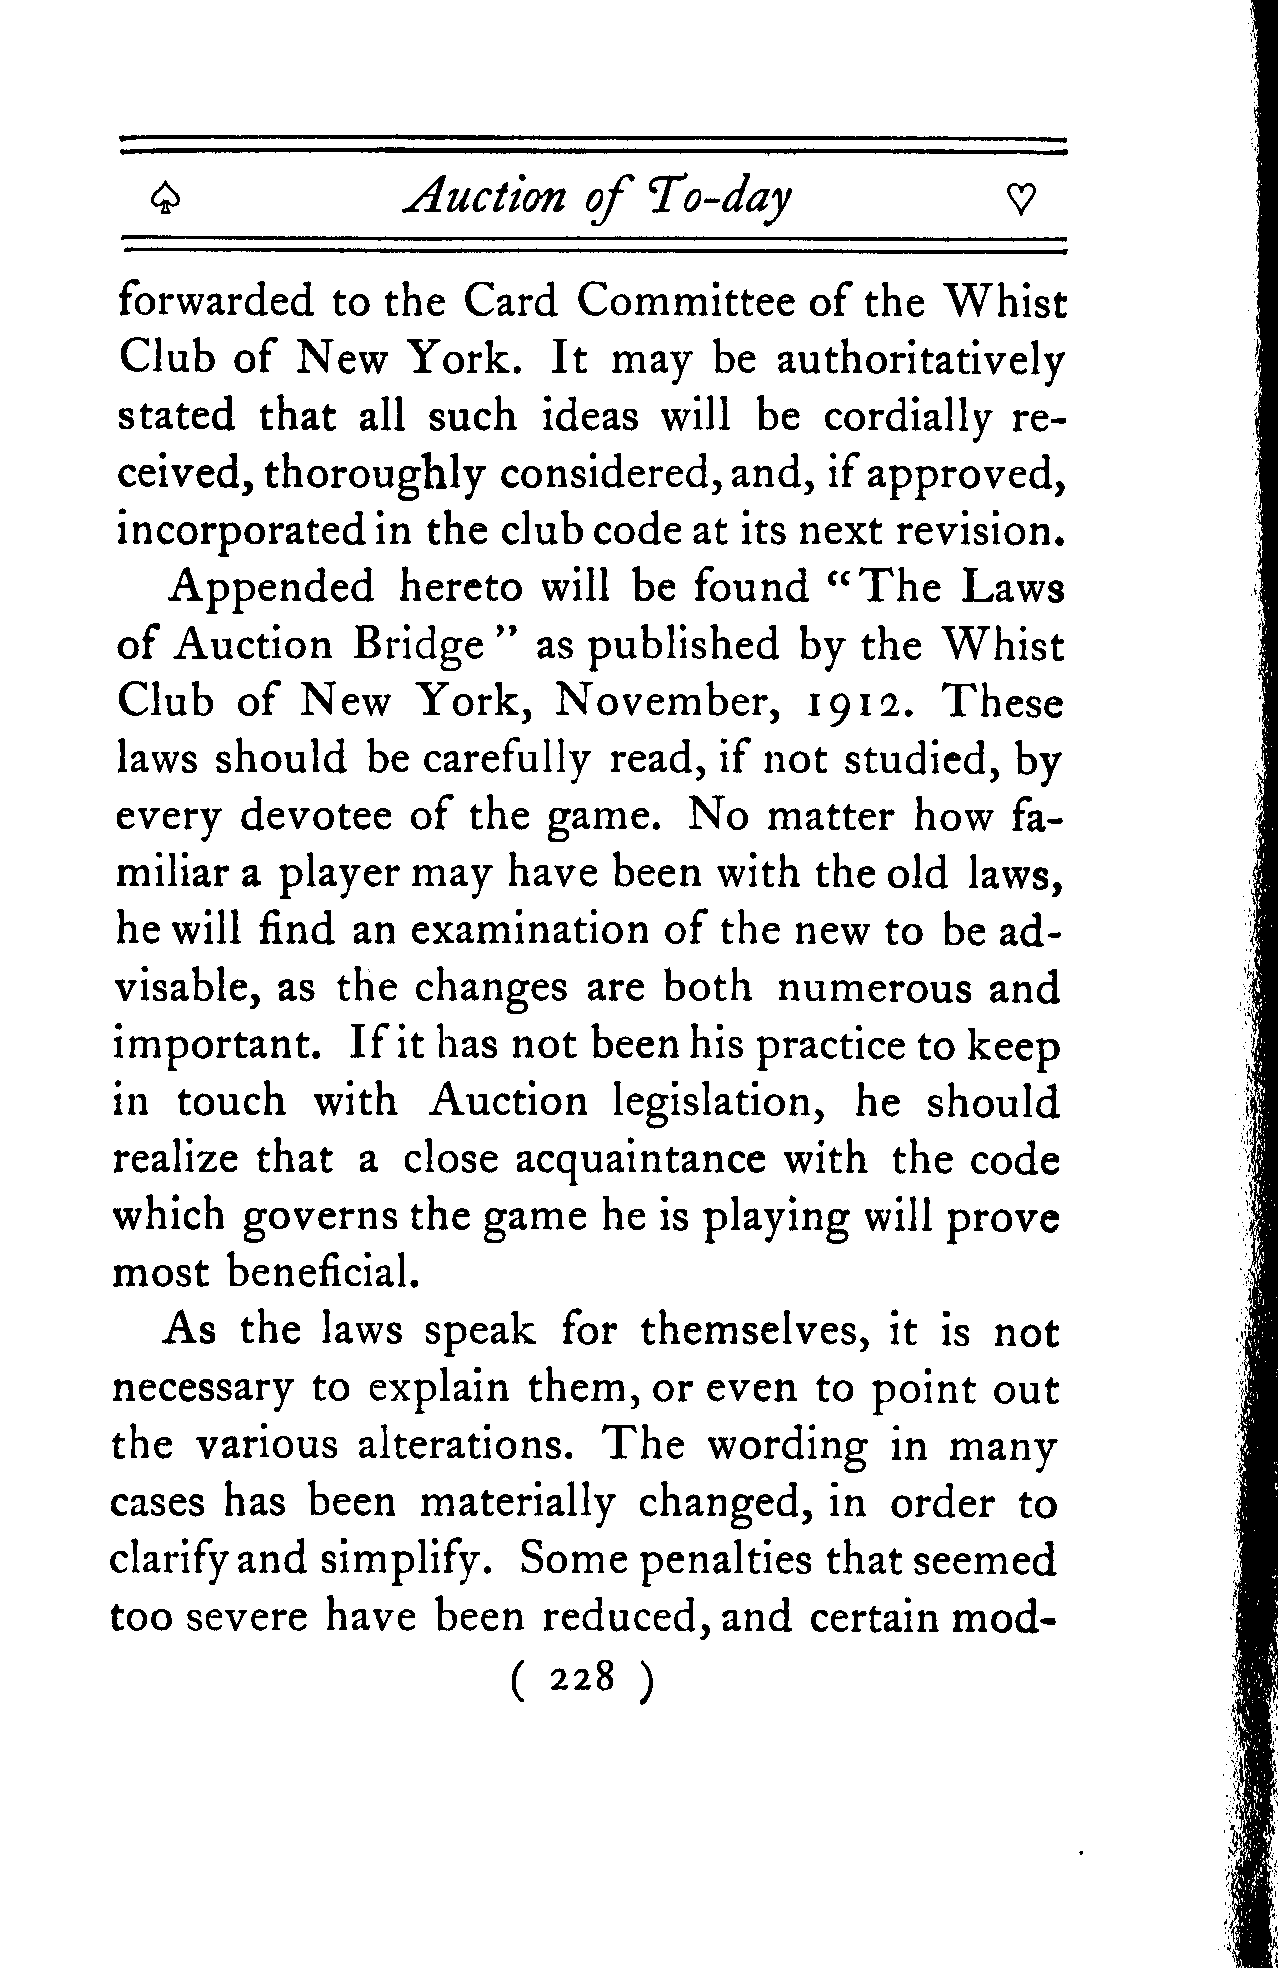 ♤ Auction of To-day ♡
forwarded to the Card Committee of the Whist
Club of New York. It may be authoritatively
stated that all such ideas will be cordially re-
ceived, thoroughly considered, and, if approved,
incorporated in the club code at its next revision.
Appended hereto will be found “The Laws
of Auction Bridge” as published by the Whist
Club of New York, November, 1912. These
laws should be carefully read, if not studied, by
every devotee of the game. No matter how fa-
miliar a player may have been with the old laws,
he will find an examination of the new to be ad-
visable, as the changes are both numerous and
important. If it has not been his practice to keep
in touch with Auction legislation, he should
realize that a close acquaintance with the code
which governs the game he is playing will prove
most beneficial.
As the laws speak for themselves, it is not
necessary to explain them, or even to point out
the various alterations. The wording in many
cases has been materially changed, in order to
clarify and simplify. Some penalties that seemed
too severe have been reduced, and certain mod-
( 228 )